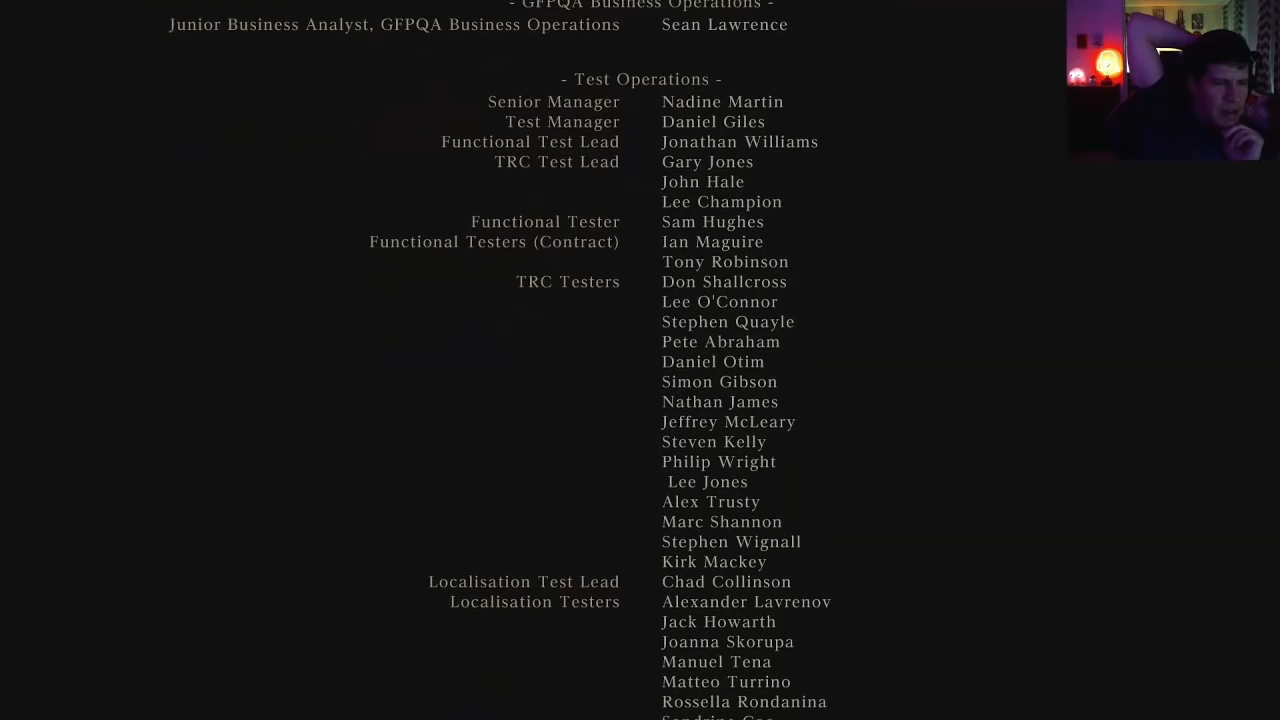 - GFPQA Business Operations -
Junior Business Analyst, GFPQA Business Operations Sean Lawrence
- Test Operations -
Senior Manager Nadine Martin
Test Manager Daniel Giles
Functional Test Lead Jonathan Williams
TRC Test Lead Gary Jones
John Hale
Lee Champion
Functional Tester Sam Hughes
Functional Testers (Contract) Ian Maguire
Tony Robinson
TRC Testers Don Shallcross
Lee O'Connor
Stephen Quayle
Pete Abraham
Daniel Otim
Simon Gibson
Nathan James
Jeffrey McLeary
Steven Kelly
Philip Wright
Lee Jones
Alex Trusty
Marc Shannon
Stephen Wignall
Kirk Mackey
Localisation Test Lead Chad Collinson
Localisation Testers Alexander Lavrenov
Jack Howarth
Joanna Skorupa
Manuel Tena
Matteo Turrino
Rossella Rondanina